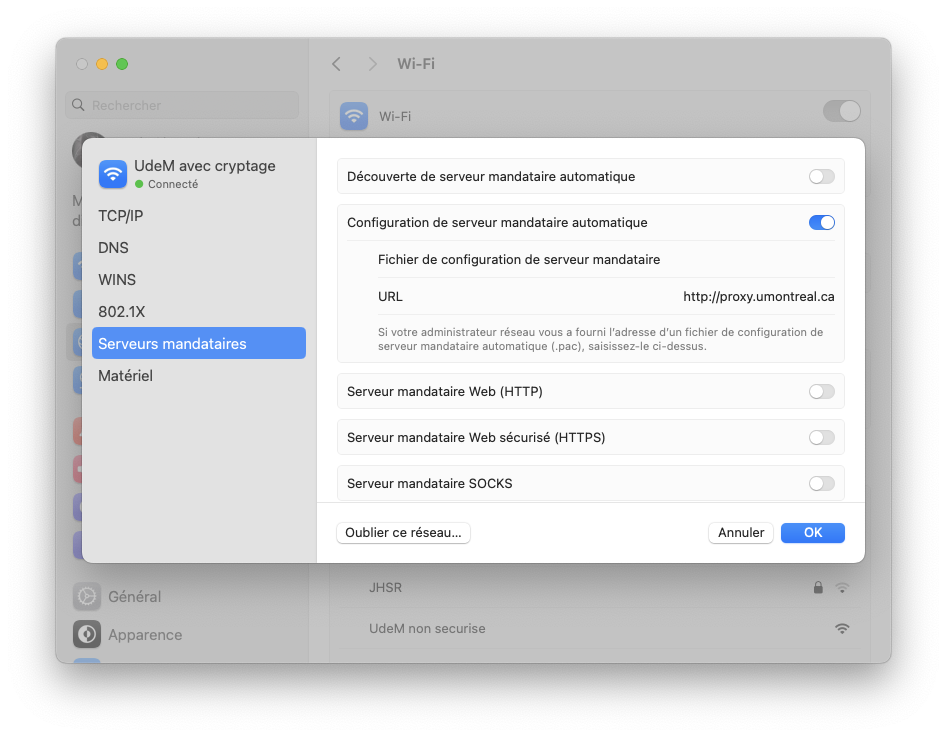 Wi-Fi
Rechercher
Wi-Fi
UdeM avec cryptage
Connecté
TCP/IP
DNS
WINS
802.1X
Serveurs mandataires
Matériel
Découverte de serveur mandataire automatique
Configuration de serveur mandataire automatique
Fichier de configuration de serveur mandataire
URL http://proxy.umontreal.ca
Si votre administrateur réseau vous a fourni l'adresse d'un fichier de configuration de
serveur mandataire automatique (.pac), saisissez-le ci-dessus.
Serveur mandataire Web (HTTP)
Serveur mandataire Web sécurisé (HTTPS)
Serveur mandataire SOCKS
Oublier ce réseau... Annuler OK
JHSR
UdeM non securise
Général
Apparence